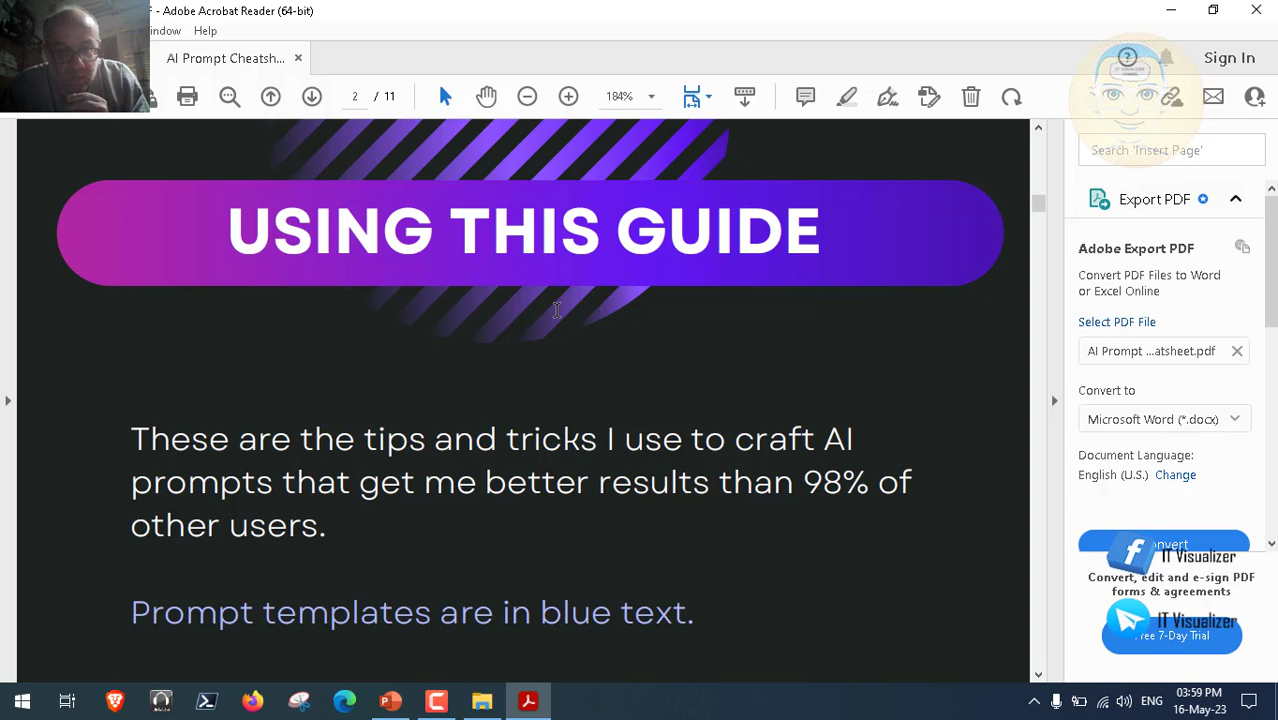 F - Adobe Acrobat Reader (64-bit)
indow Help
AI Prompt Cheatsh...
Sign In
2 / 11
184%
IT VISUALIZER
Search 'Insert Page'
USING THIS GUIDE
These are the tips and tricks I use to craft AI
prompts that get me better results than 98% of
other users.
Prompt templates are in blue text.
Export PDF
Adobe Export PDF
Convert PDF Files to Word
or Excel Online
Select PDF File
AI Prompt ...atsheet.pdf
Convert to
Microsoft Word (*.docx)
Document Language:
English (U.S.) Change
onvert
IT Visualizer
Convert, edit and e-sign PDF
forms & agreements
IT Visualizer
Free 7-Day Trial
ENG
03:59 PM
16-May-23